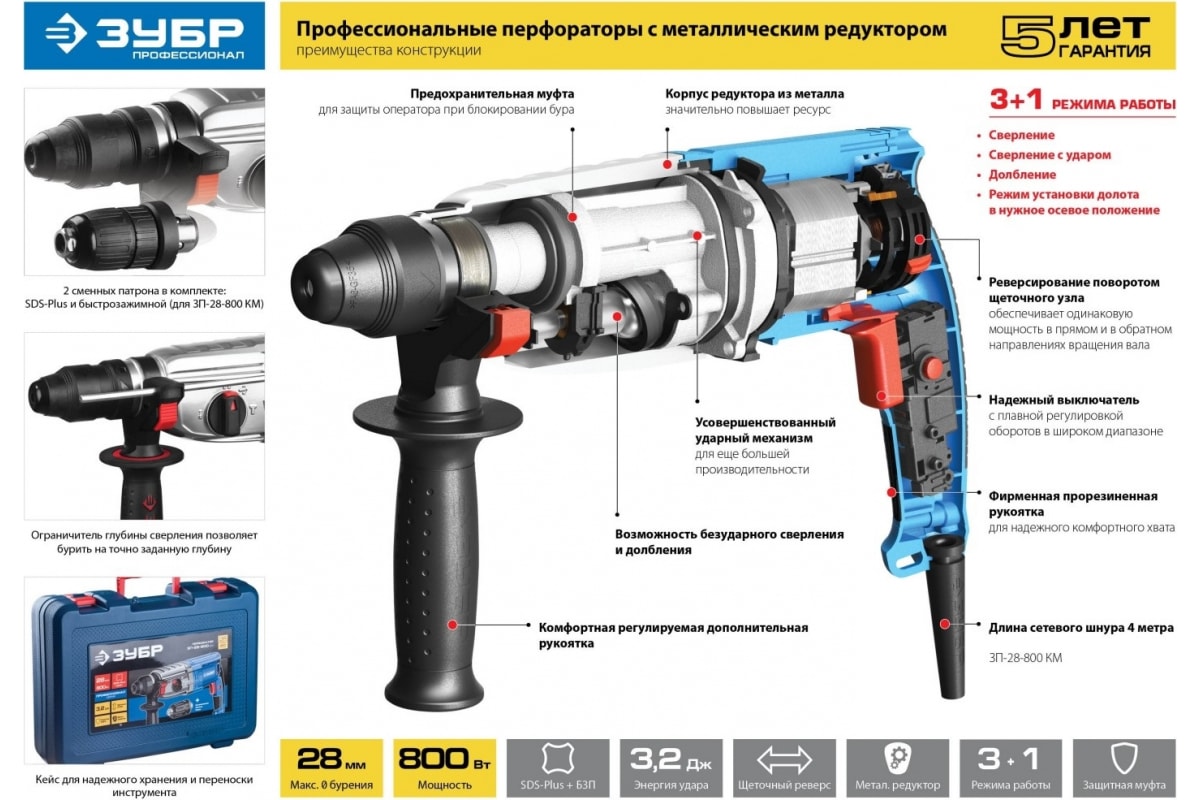 ЗУБР
ПРОФЕССИОНАЛ
Профессиональные перфораторы с металлическим редуктором
преимущества конструкции
5 ЛЕТ
ГАРАНТИЯ
2 сменных патрона в комплекте:
SDS-Plus и быстрозажимной (для ЗП-28-800 КМ)
Ограничитель глубины сверления позволяет
бурить на точно заданную глубину
ЗУБР
Кейс для надежного хранения и переноски
инструмента
Предохранительная муфта
для защиты оператора при блокировании бура
Корпус редуктора из металла
значительно повышает ресурс
3+1 РЕЖИМА РАБОТЫ
• Сверление
• Сверление с ударом
• Долбление
• Режим установки долота
в нужное осевое положение
Реверсирование поворотом
щеточного узла
обеспечивает одинаковую
мощность в прямом и в обратном
направлениях вращения вала
Надежный выключатель
с плавной регулировкой
оборотов в широком диапазоне
Усовершенствованный
ударный механизм
для еще большей
производительности
Фирменная прорезиненная
рукоятка
для надежного комфортного хвата
Возможность безударного сверления
и долбления
Комфортная регулируемая дополнительная
рукоятка
Длина сетевого шнура 4 метра
ЗП-28-800 КМ
28 мм
Макс. Ø бурения
800 Вт
Мощность
SDS-Plus + БЗП
3,2 Дж
Энергия удара
Щеточный реверс
Метал. редуктор
3 + 1
Режима работы
Защитная муфта